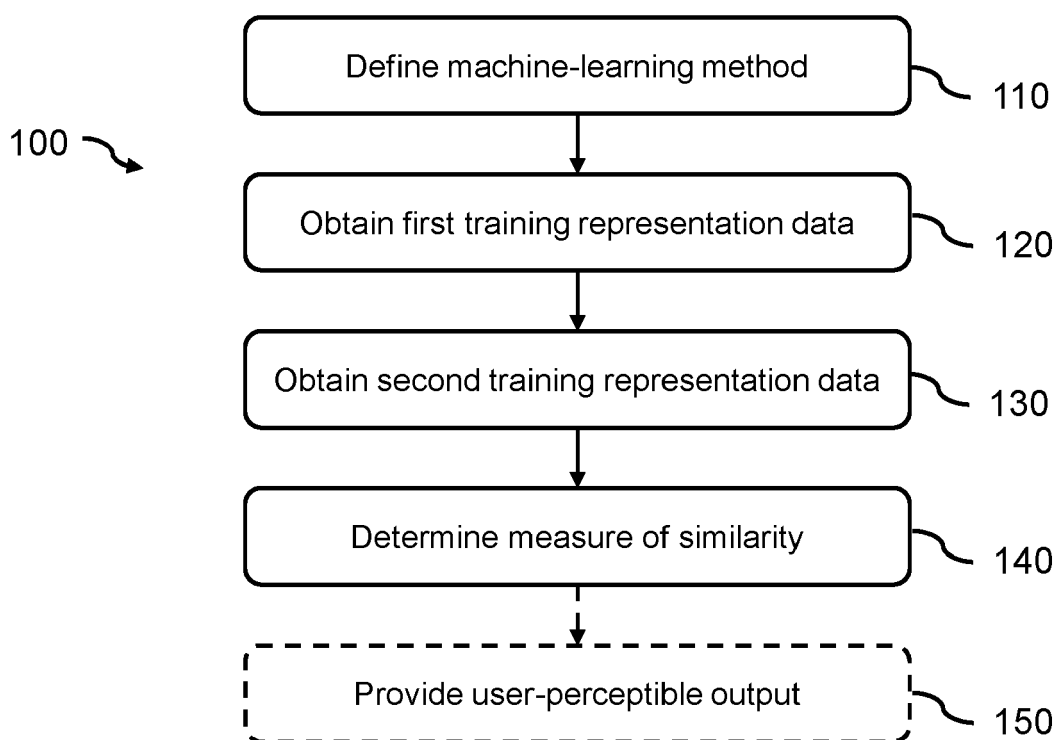 Define machine-learning method
110
100
Obtain first training representation data
120
Obtain second training representation data
130
Determine measure of similarity
140
Provide user-perceptible output
150